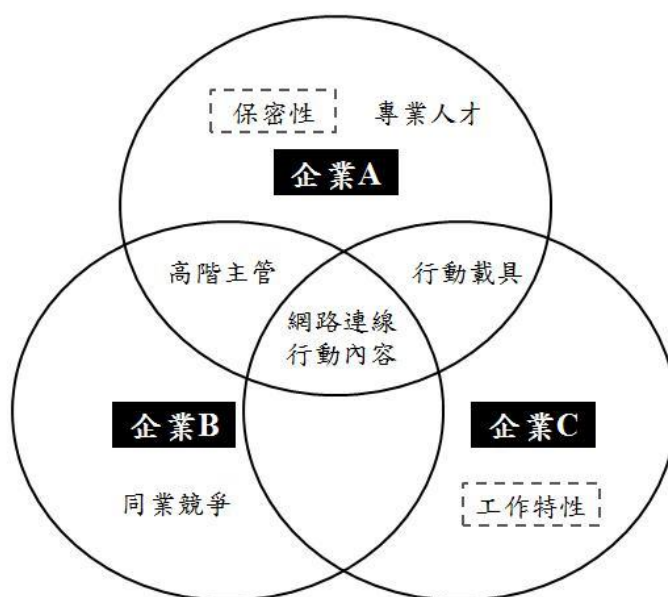 保密性 專業人才
企業A
高階主管 行動載具
網路連線
行動內容
企業B 企業C
同業競爭 工作特性